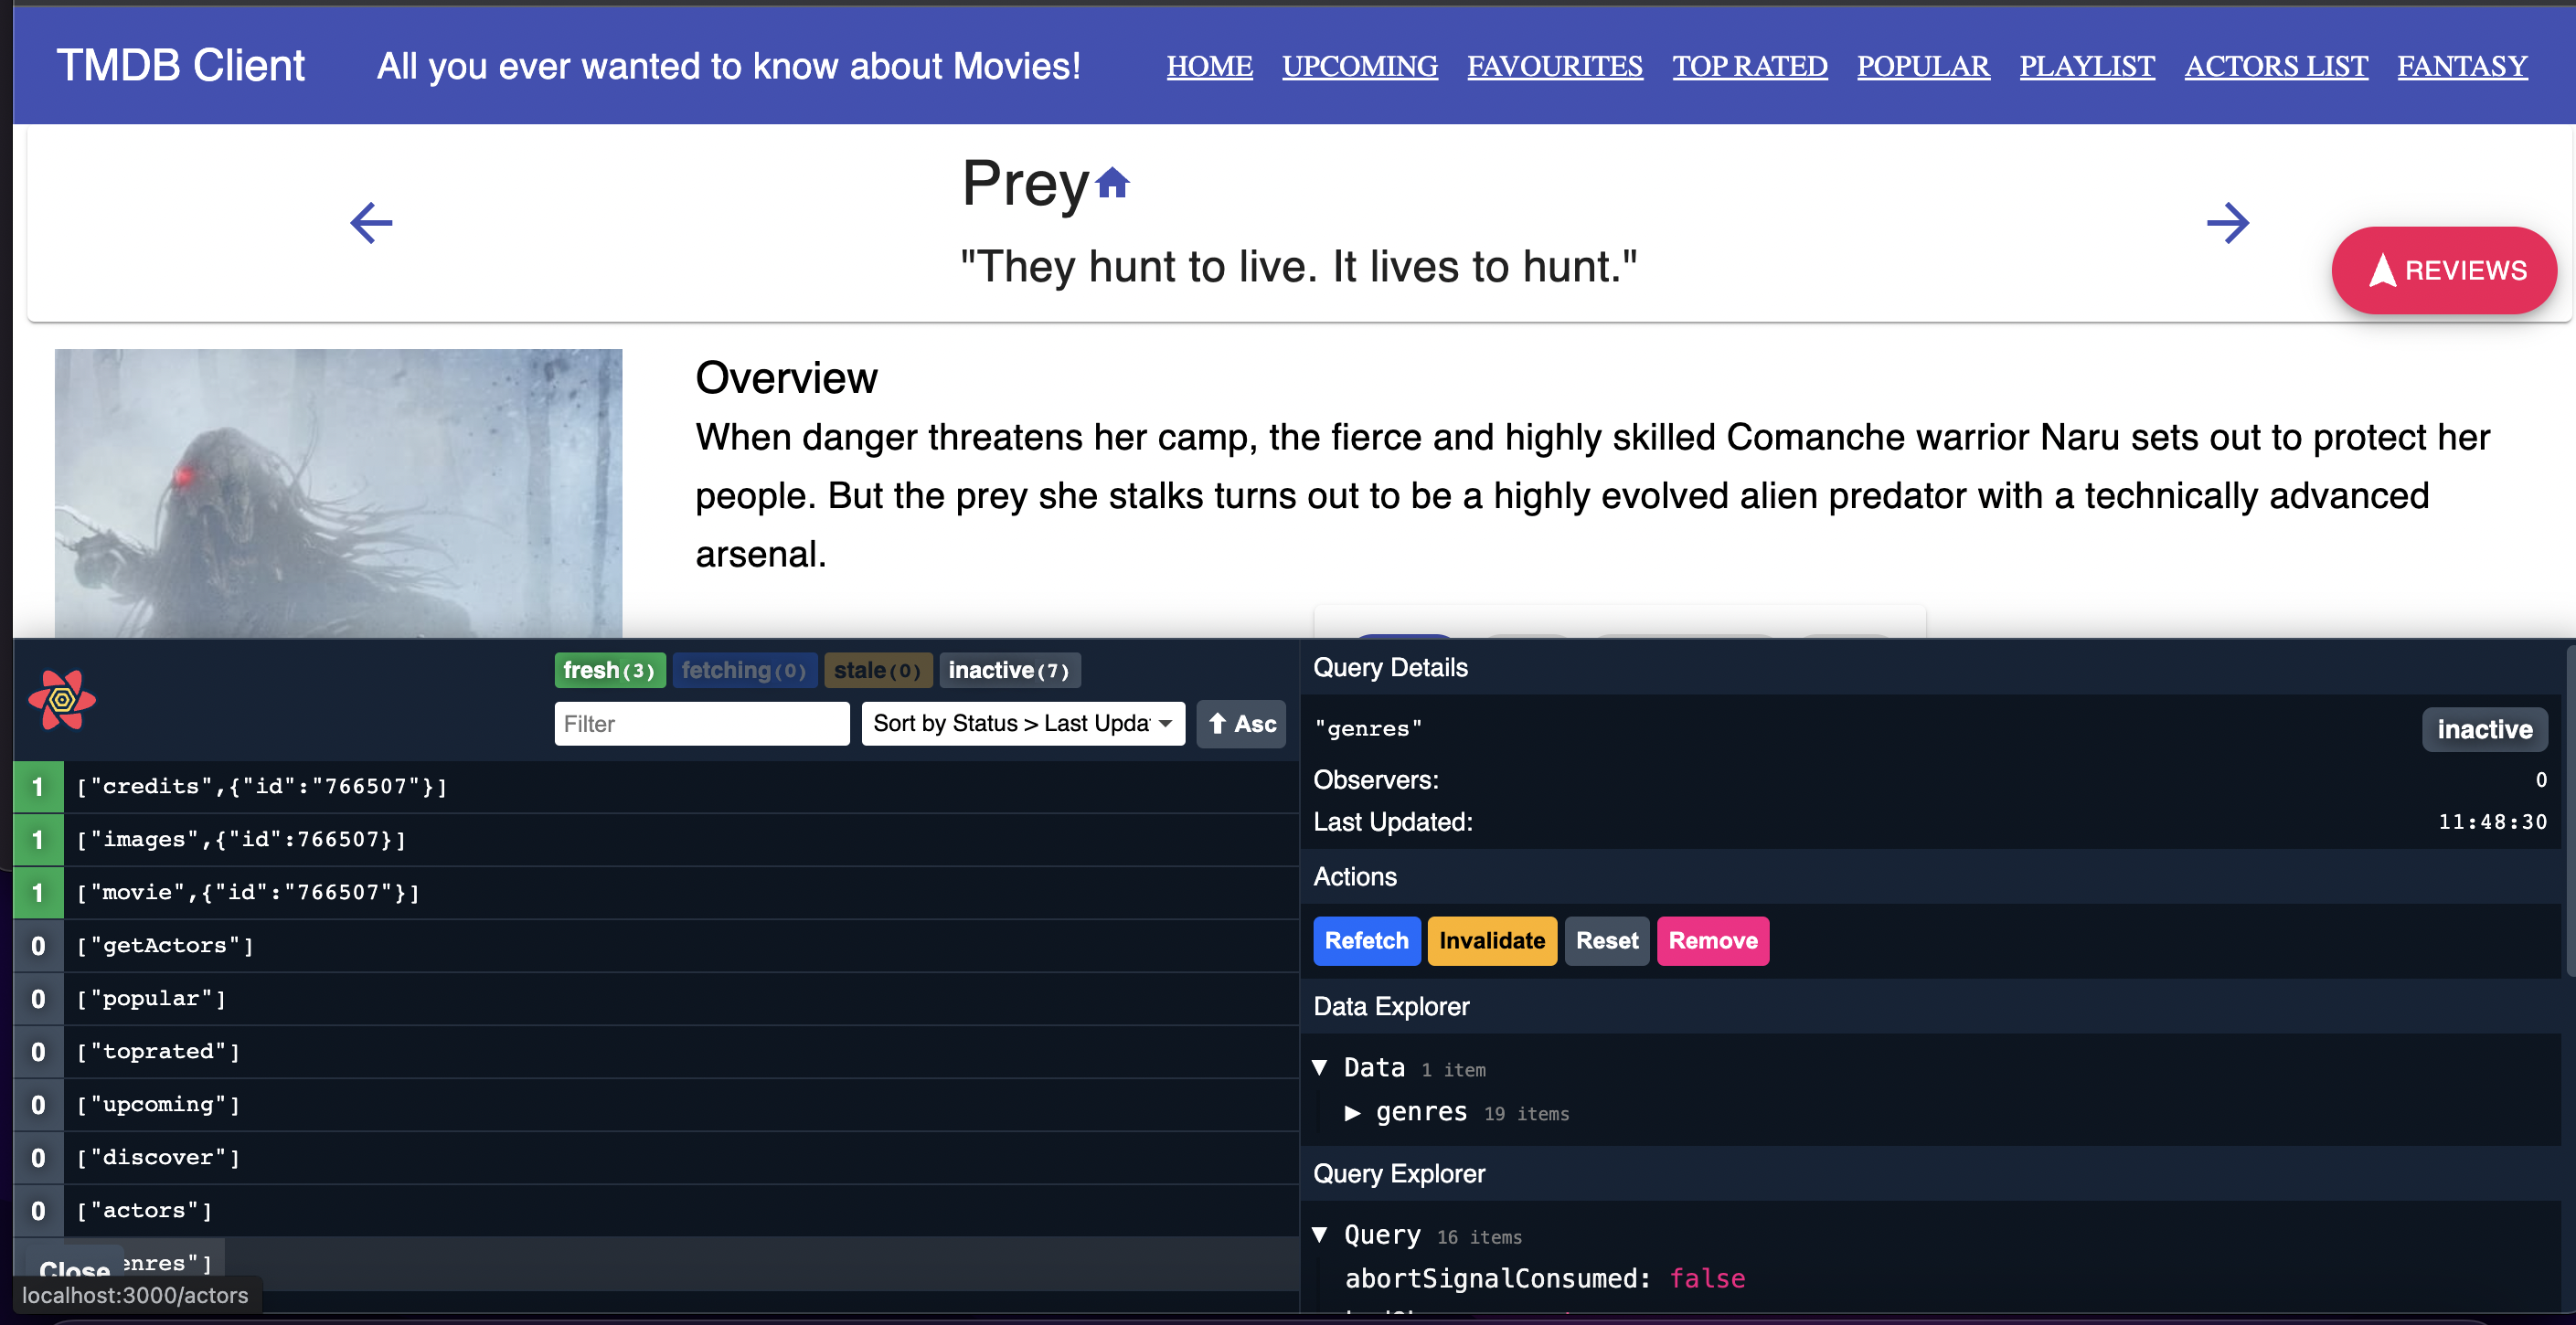 TMDB Client All you ever wanted to know about Movies! HOME UPCOMING FAVOURITES TOP RATED POPULAR PLAYLIST ACTORS LIST FANTASY
Prey
"They hunt to live. It lives to hunt."
REVIEWS
Overview
When danger threatens her camp, the fierce and highly skilled Comanche warrior Naru sets out to protect her
people. But the prey she stalks turns out to be a highly evolved alien predator with a technically advanced
arsenal.
fresh(3) fetching(0) stale(0) inactive(7)
Filter Sort by Status > Last Upda Asc
1 ["credits",{"id":"766507"}]
1 ["images",{"id":766507}]
1 ["movie",{"id":"766507"}]
0 ["getActors"]
0 ["popular"]
0 ["toprated"]
0 ["upcoming"]
0 ["discover"]
0 ["actors"]
Close enres"]
localhost:3000/actors
Query Details
"genres" inactive
Observers: 0
Last Updated: 11:48:30
Actions
Refetch Invalidate Reset Remove
Data Explorer
▼ Data 1 item
▶ genres 19 items
Query Explorer
▼ Query 16 items
abortSignalConsumed: false